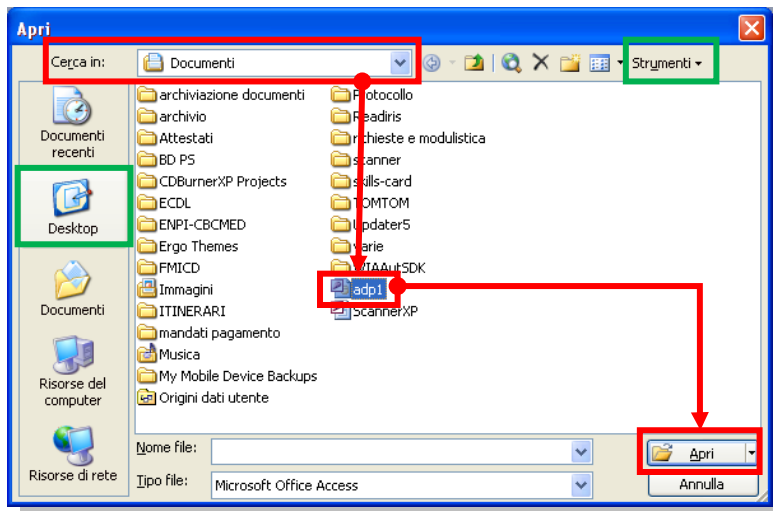 Apri
Cerca in:
Documenti
Strumenti
Documenti
recenti
Desktop
Documenti
Risorse del
computer
Risorse di rete
archiviazione documenti
archivio
Attestati
BD PS
CDBurnerXP Projects
ECDL
ENPI-CBCMED
Ergo Themes
FMICD
Immagini
ITINERARI
mandati pagamento
Musica
My Mobile Device Backups
Origini dati utente
Protocollo
Readiris
richieste e modulistica
scanner
skills-card
TOMTOM
Updater5
varie
WIAAutSDK
adp1
ScannerXP
Nome file:
Apri
Tipo file:
Microsoft Office Access
Annulla